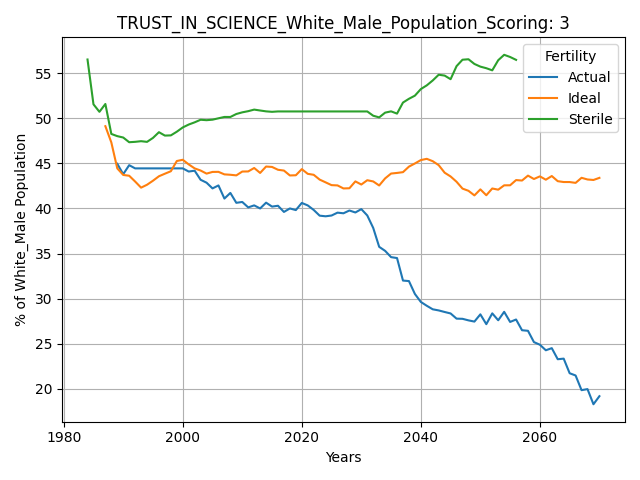 TRUST_IN_SCIENCE_White_Male_Population_Scoring: 3
% of White_Male Population
55
50
45
40
35
30
25
20
1980
2000
2020
2040
2060
Years
Fertility
Actual
Ideal
Sterile